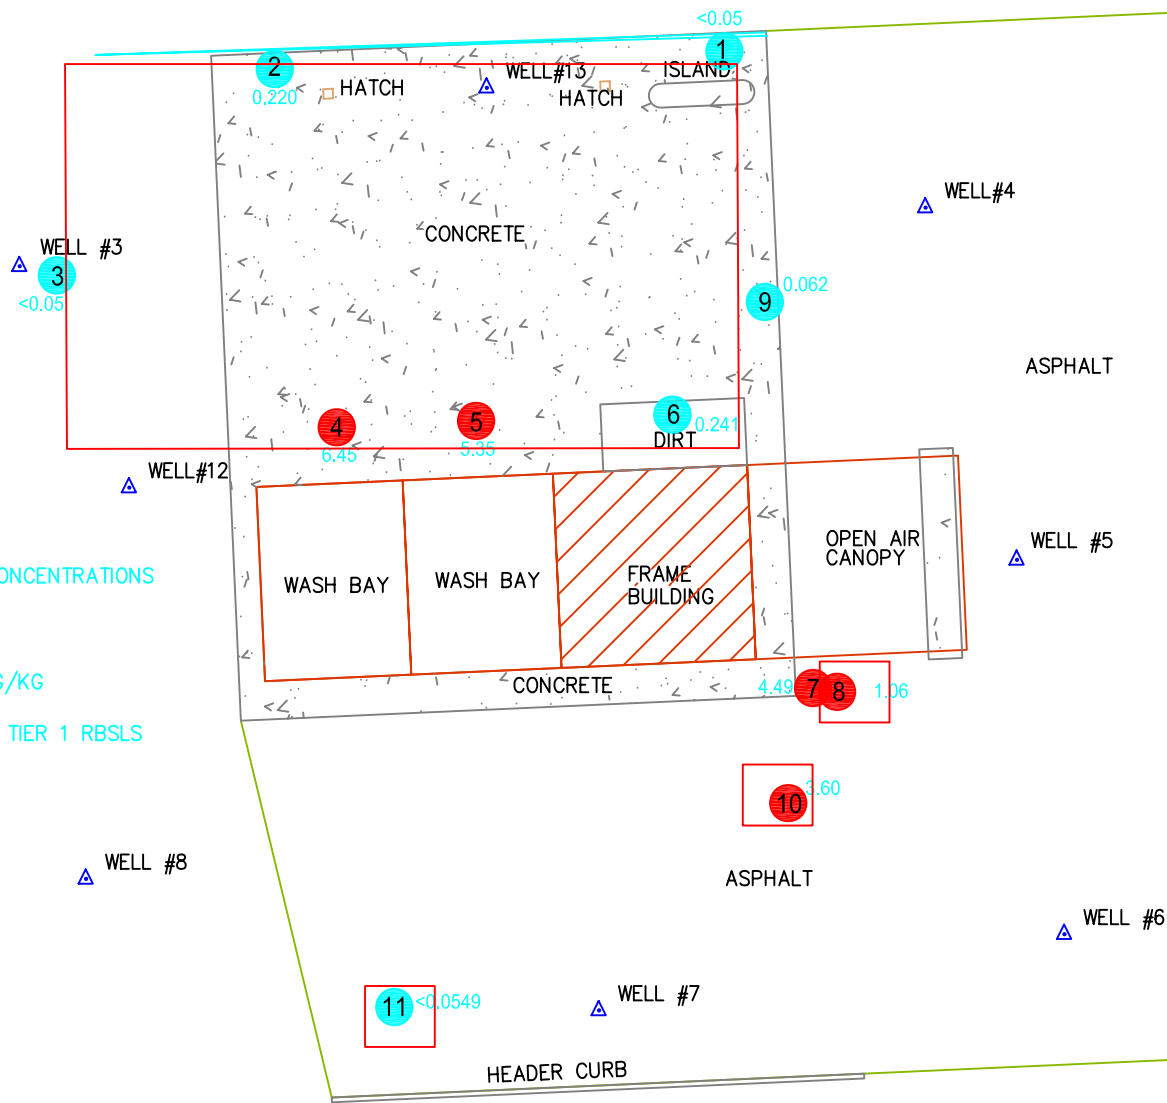 <0.05
1
ISLAND
2
0.220
HATCH
WELL#13
HATCH
WELL#4
CONCRETE
WELL #3
3
<0.05
9
0.062
ASPHALT
4
6.45
5
5.35
6
0.241
DIRT
WELL#12
OPEN AIR
CANOPY
WELL #5
WASH BAY
WASH BAY
FRAME
BUILDING
ONCENTRATIONS
G/KG
CONCRETE
4.49
7
8
1.06
TIER 1 RBSLS
10
3.60
WELL #8
ASPHALT
WELL #6
11
<0.0549
WELL #7
HEADER CURB